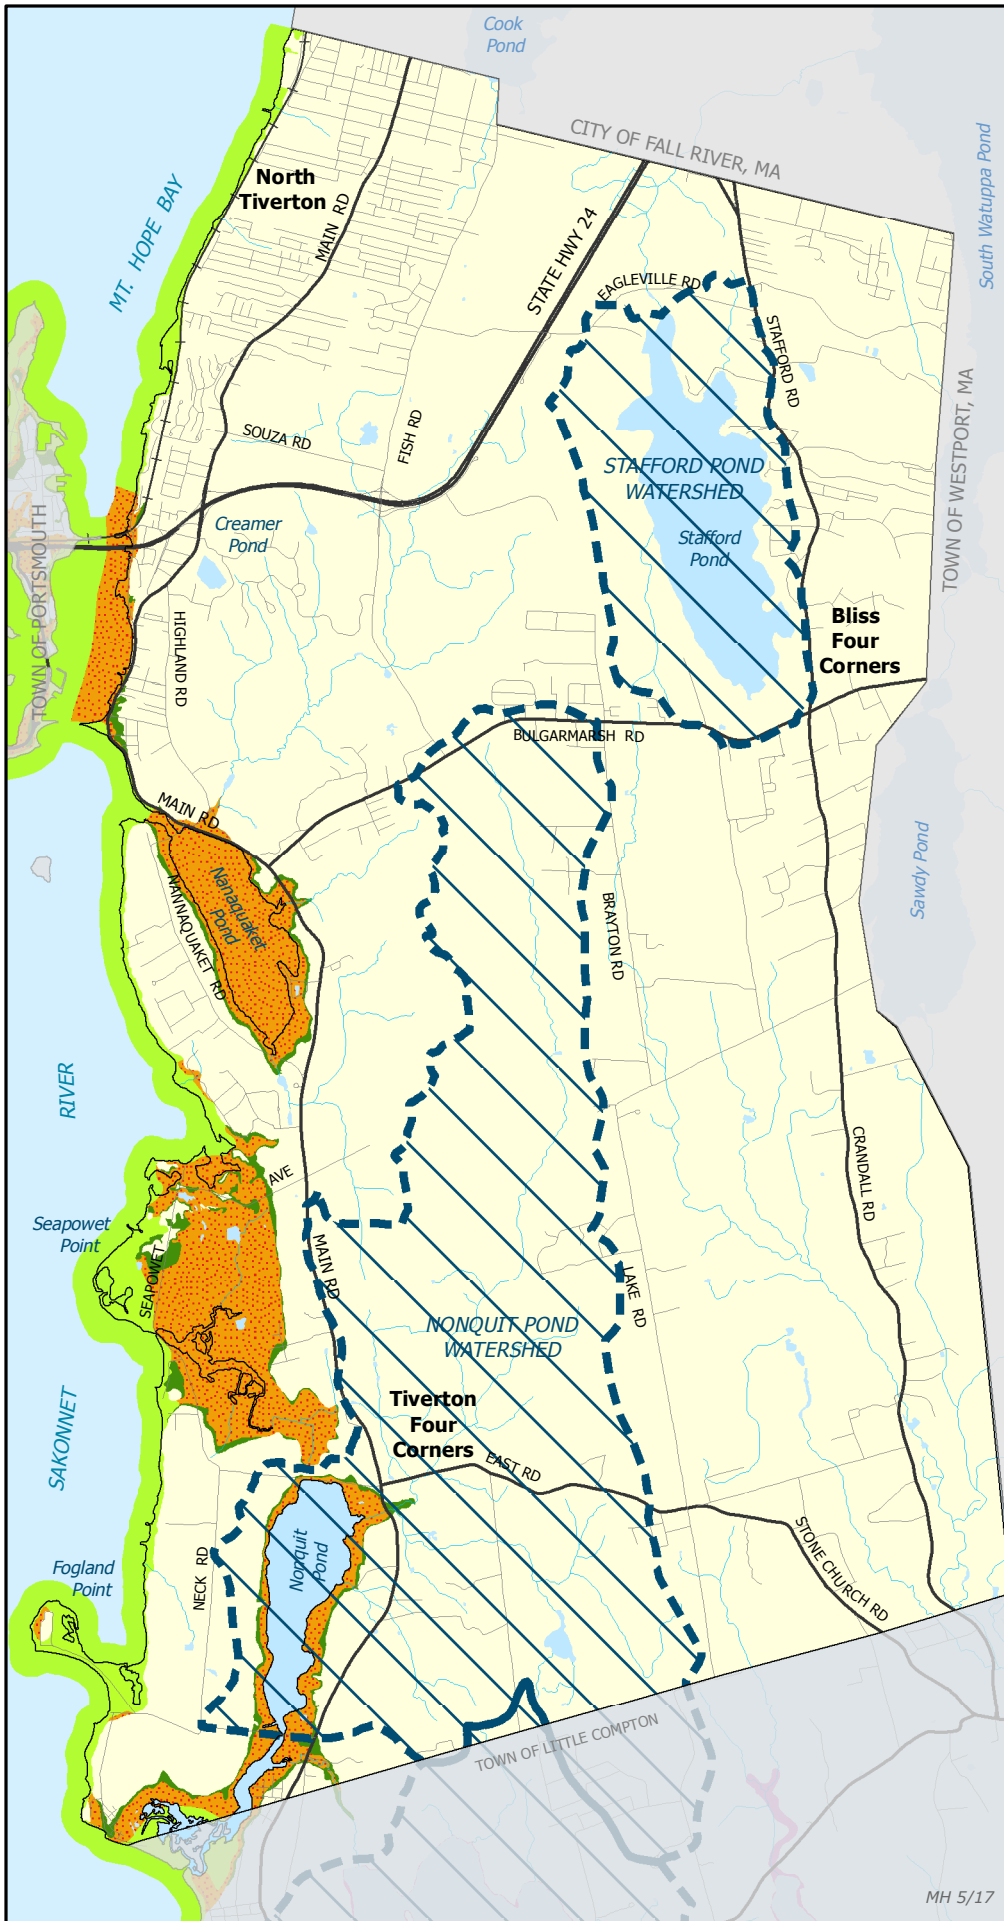 Cook
Pond
CITY OF FALL RIVER, MA
South Watuppa Pond
North
Tiverton
MAIN RD
MT. HOPE BAY
STATE HWY 24
EAGLEVILLE RD
STAFFORD RD
TOWN OF WESTPORT, MA
SOUZA RD
FISH RD
STAFFORD POND
WATERSHED
Stafford
Pond
Creamer
Pond
TOWN OF PORTSMOUTH
HIGHLAND RD
Bliss
Four
Corners
BULGARMARSH RD
MAIN RD
Nanaquaket
Pond
NANNAQUAKET RD
Sawdy Pond
BRAYTON RD
RIVER
CRANDALL RD
AVE
Seapowet
Point
SEAPOWET
MAIN RD
LAKE RD
NONQUIT POND
WATERSHED
Tiverton
Four
Corners
SAKONNET
EAST RD
STONE CHURCH RD
Nonquit
Pond
Fogland
Point
NECK RD
TOWN OF LITTLE COMPTON
MH 5/17